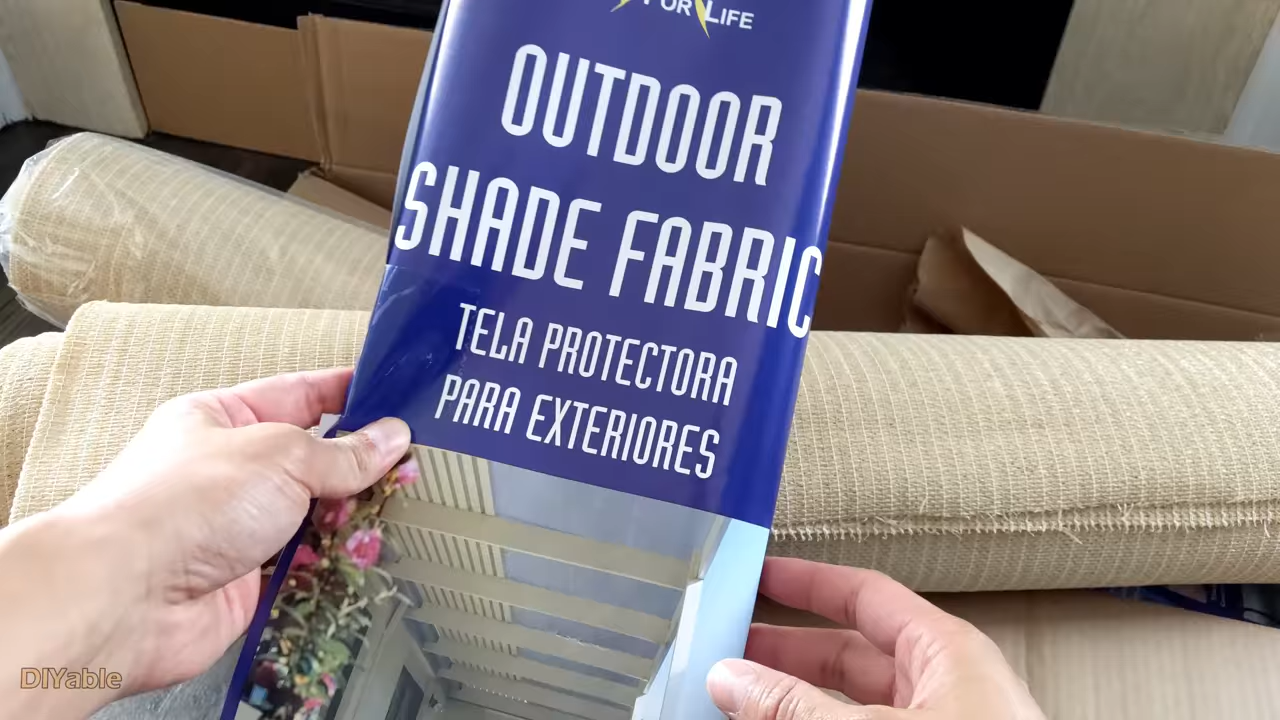 FOR LIFE
OUTDOOR
SHADE FABRIC
TELA PROTECTORA
PARA EXTERIORES
DIYable